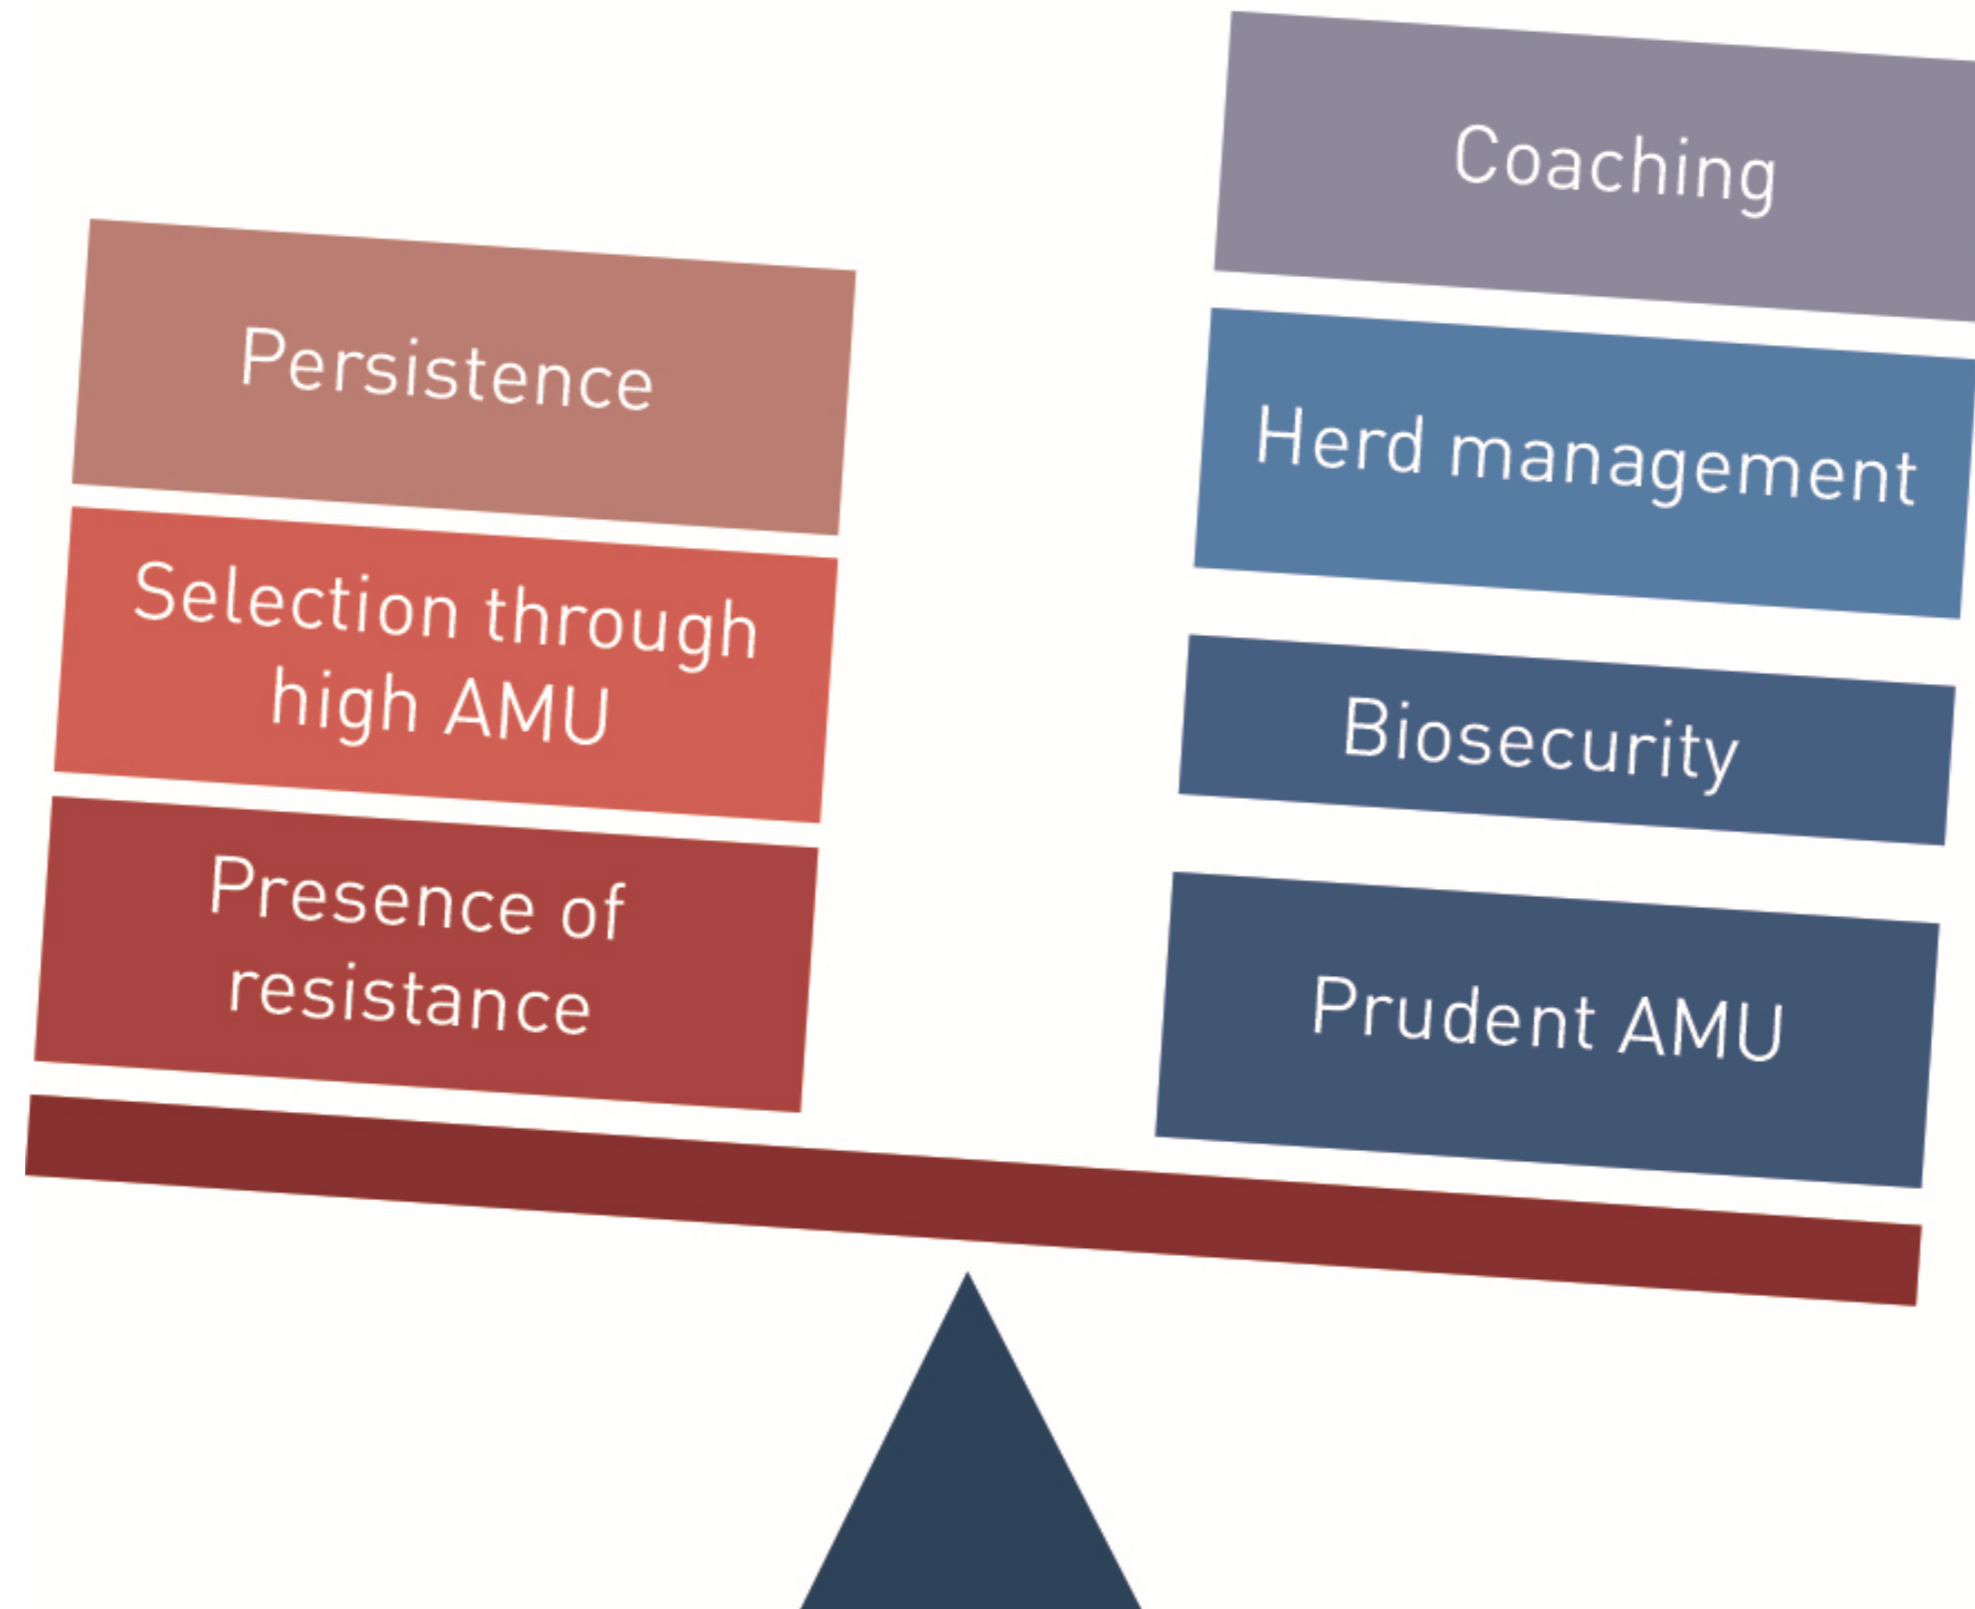 Persistence
Selection through
high AMU
Presence of
resistance
Coaching
Herd management
Biosecurity
Prudent AMU